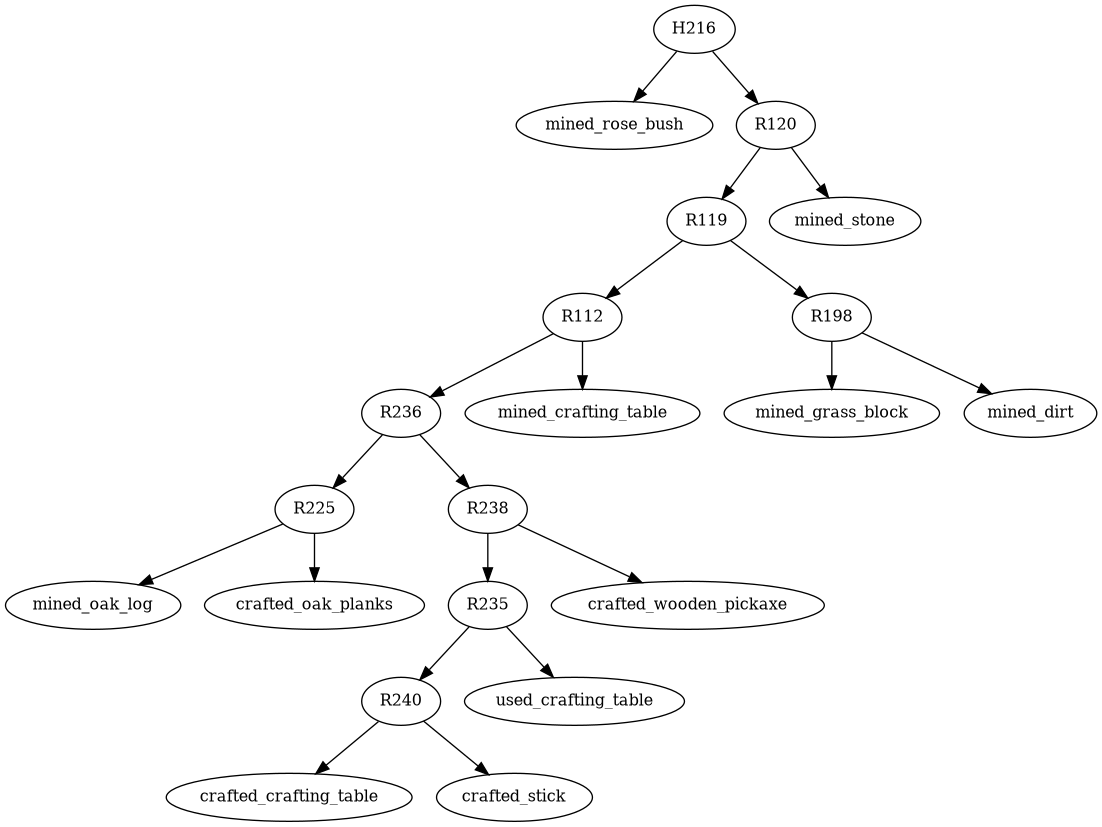 H216
mined_rose_bush
R120
R119
mined_stone
R112
R198
R236
mined_crafting_table
mined_grass_block
mined_dirt
R225
R238
mined_oak_log
crafted_oak_planks
R235
crafted_wooden_pickaxe
R240
used_crafting_table
crafted_crafting_table
crafted_stick